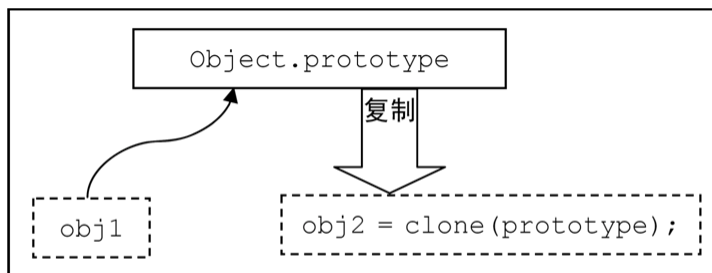 Object.prototype
复制
obj1
obj2 = clone(prototype);